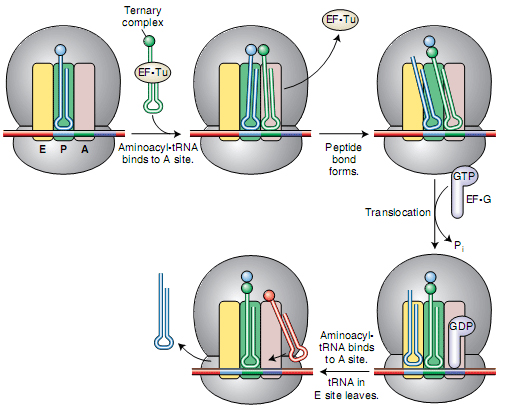 Ternary
complex
EF•Tu
EF•Tu
E P A
Aminoacyl-tRNA
binds to A site.
Peptide
bond
forms.
GTP
EF-G
Translocation
Pi
GDP
Aminoacyl-
tRNA binds
to A site.
tRNA in
E site leaves.